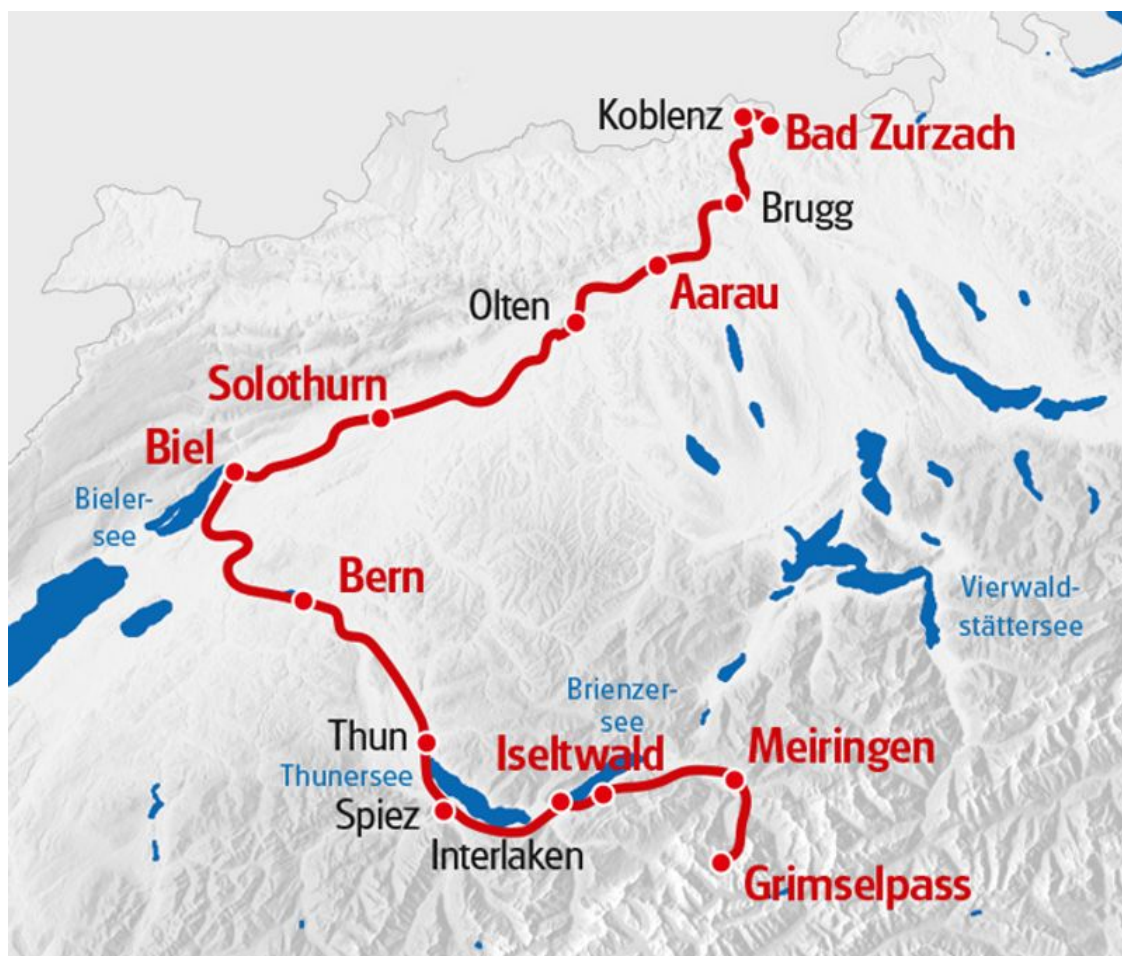 Koblenz
Bad Zurzach
Brugg
Aarau
Olten
Solothurn
Biel
Bieler-
see
Bern
Vierwald-
stättersee
Brienzer-
see
Thun
Iseltwald
Meiringen
Thunersee
Spiez
Interlaken
Grimselpass